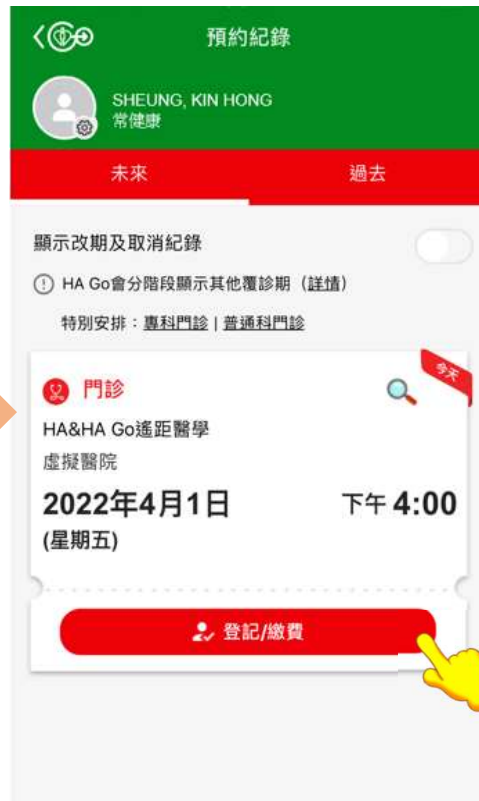 預約紀錄
SHEUNG, KIN HONG
常健康
未來 過去
顯示改期及取消紀錄
HA Go會分階段顯示其他覆診期（詳情）
特別安排：專科門診 | 普通科門診
今天
門診
HA&HA Go遙距醫學
虛擬醫院
2022年4月1日 下午 4:00
(星期五)
登記/繳費